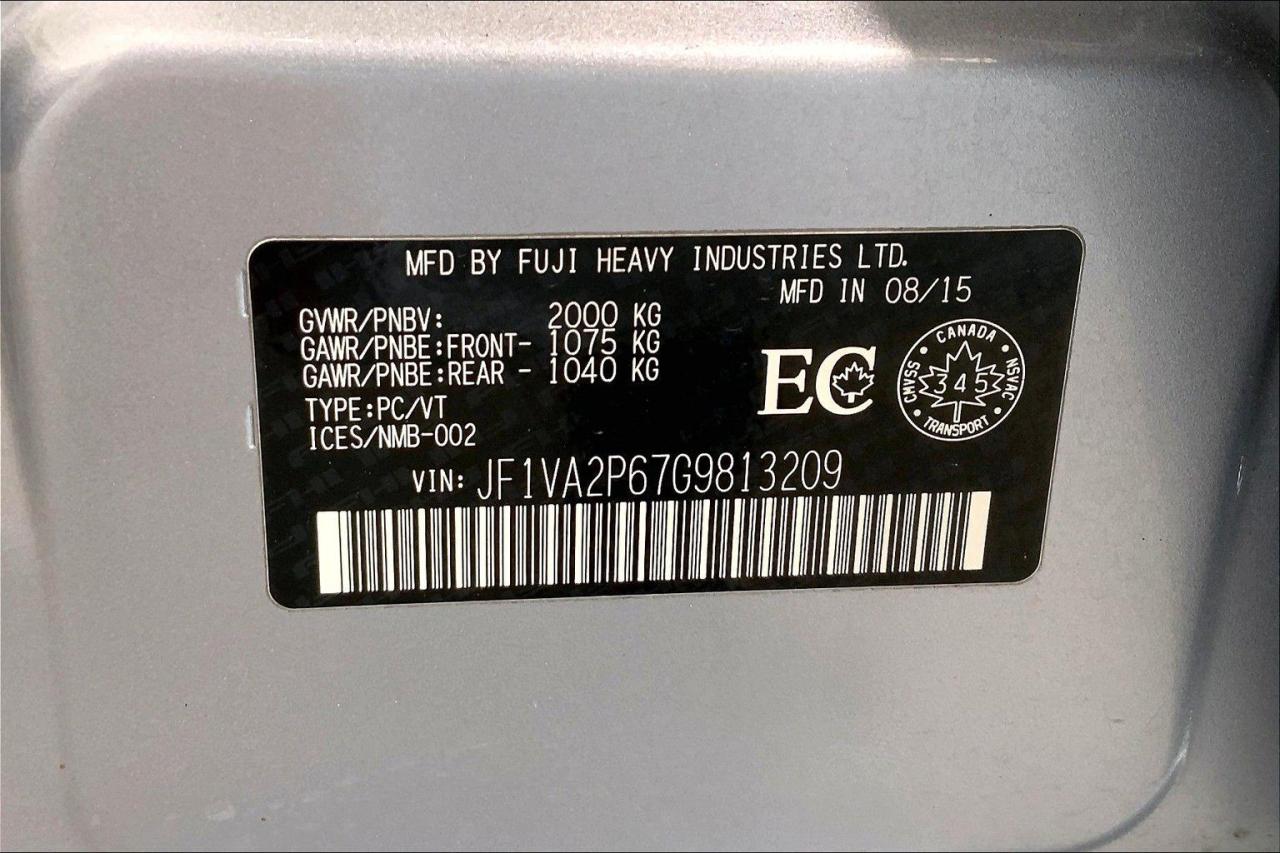 MFD BY FUJI HEAVY INDUSTRIES LTD.
MFD IN 08/15
GVWR/PNBV: 2000 KG
GAWR/PNBE:FRONT- 1075 KG
GAWR/PNBE:REAR - 1040 KG
TYPE:PC/VT
ICES/NMB-002
EC
CANADA
CMVSS 345 NSVAC
TRANSPORT
VIN: JF1VA2P67G9813209